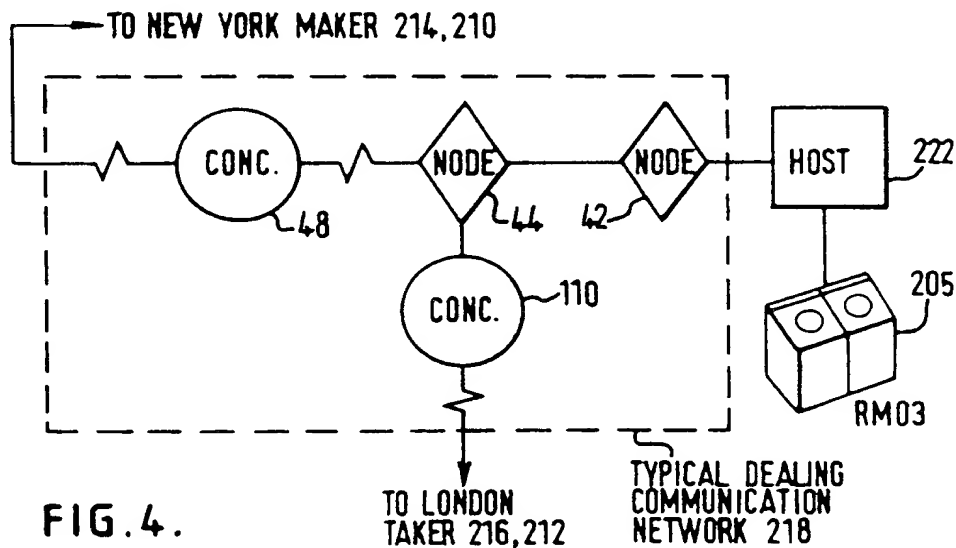 TO NEW YORK MAKER 214,210
CONC.
48
NODE
44
NODE
42
HOST
222
CONC.
110
205
RM03
TO LONDON
TAKER 216,212
TYPICAL DEALING
COMMUNICATION
NETWORK 218
FIG.4.